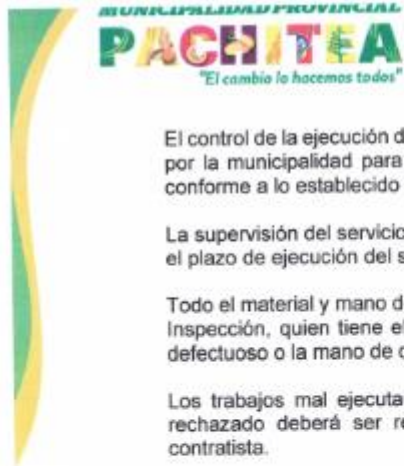 MUNICIPALIDAD PROVINCIAL
PACHITEA
"El cambio lo hacemos todos"
El control de la ejecución d
por la municipalidad para
conforme a lo establecido
La supervisión del servicio
el plazo de ejecución del s
Todo el material y mano d
Inspección, quien tiene el
defectuoso o la mano de o
Los trabajos mal ejecuta
rechazado deberá ser re
contratista.